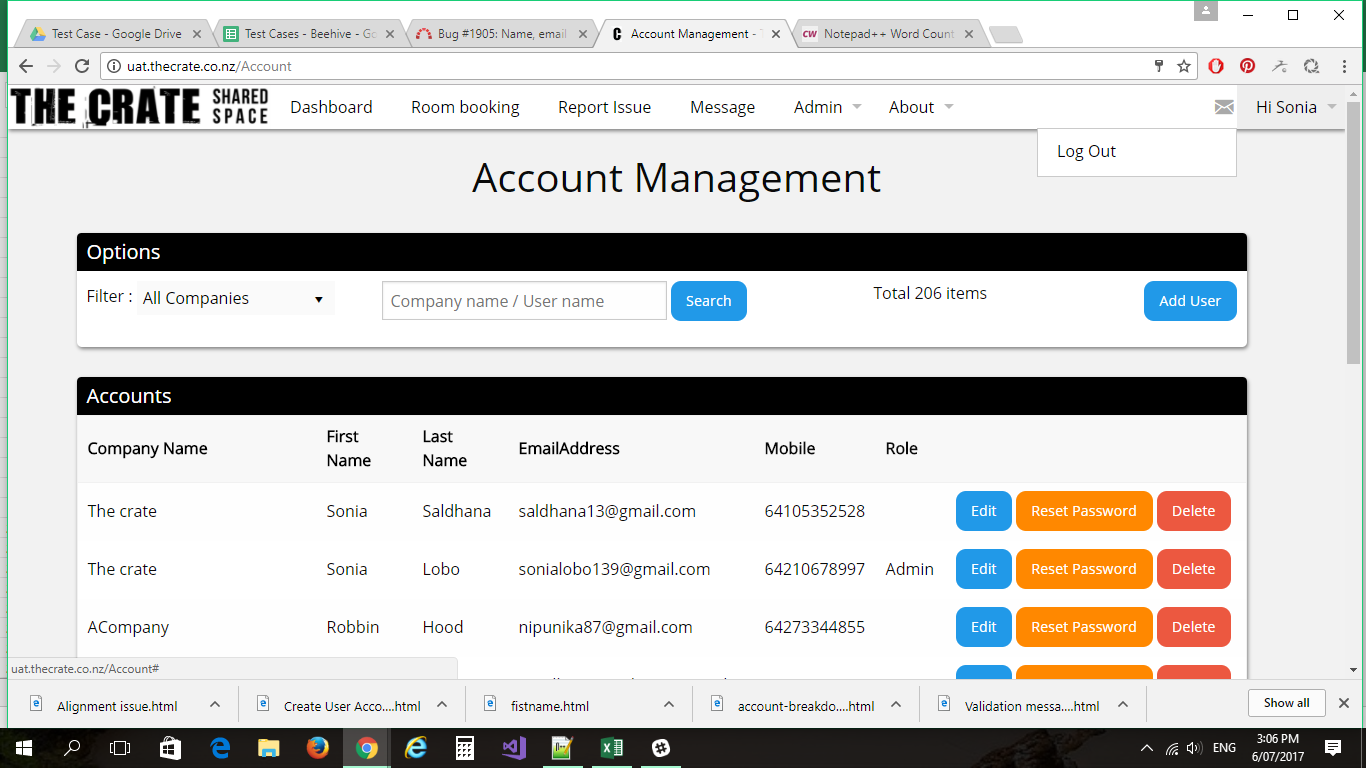 Test Case - Google Drive
Test Cases - Beehive - Go
Bug #1905: Name, email
Account Management - T
Notepad++ Word Count
uat.thecrate.co.nz/Account
THE CRATE SHARED SPACE
Dashboard Room booking Report Issue Message Admin About Hi Sonia
Log Out
Account Management
Options
Filter : All Companies Company name / User name Search Total 206 items Add User
Accounts
Company Name First Name Last Name EmailAddress Mobile Role
The crate Sonia Saldhana saldhana13@gmail.com 64105352528 Edit Reset Password Delete
The crate Sonia Lobo sonialobo139@gmail.com 64210678997 Admin Edit Reset Password Delete
ACompany Robbin Hood nipunika87@gmail.com 64273344855 Edit Reset Password Delete
uat.thecrate.co.nz/Account#
Alignment issue.html Create User Acco....html fistname.html account-breakdo....html Validation messa....html Show all
ENG 3:06 PM
6/07/2017